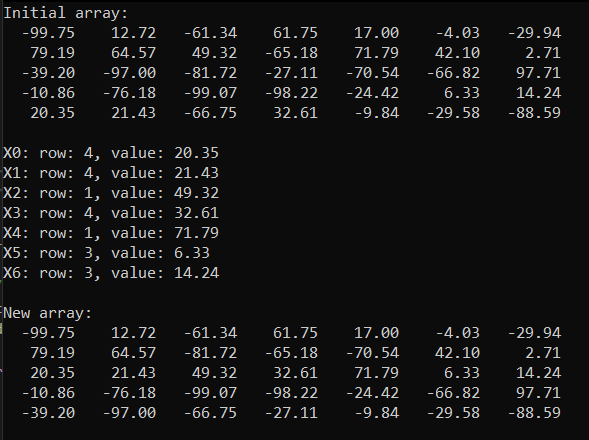 Initial array:
-99.75 12.72 -61.34 61.75 17.00 -4.03 -29.94
79.19 64.57 49.32 -65.18 71.79 42.10 2.71
-39.20 -97.00 -81.72 -27.11 -70.54 -66.82 97.71
-10.86 -76.18 -99.07 -98.22 -24.42 6.33 14.24
20.35 21.43 -66.75 32.61 -9.84 -29.58 -88.59
X0: row: 4, value: 20.35
X1: row: 4, value: 21.43
X2: row: 1, value: 49.32
X3: row: 4, value: 32.61
X4: row: 1, value: 71.79
X5: row: 3, value: 6.33
X6: row: 3, value: 14.24
New array:
-99.75 12.72 -61.34 61.75 17.00 -4.03 -29.94
79.19 64.57 -81.72 -65.18 -70.54 42.10 2.71
20.35 21.43 49.32 32.61 71.79 6.33 14.24
-10.86 -76.18 -99.07 -98.22 -24.42 -66.82 97.71
-39.20 -97.00 -66.75 -27.11 -9.84 -29.58 -88.59